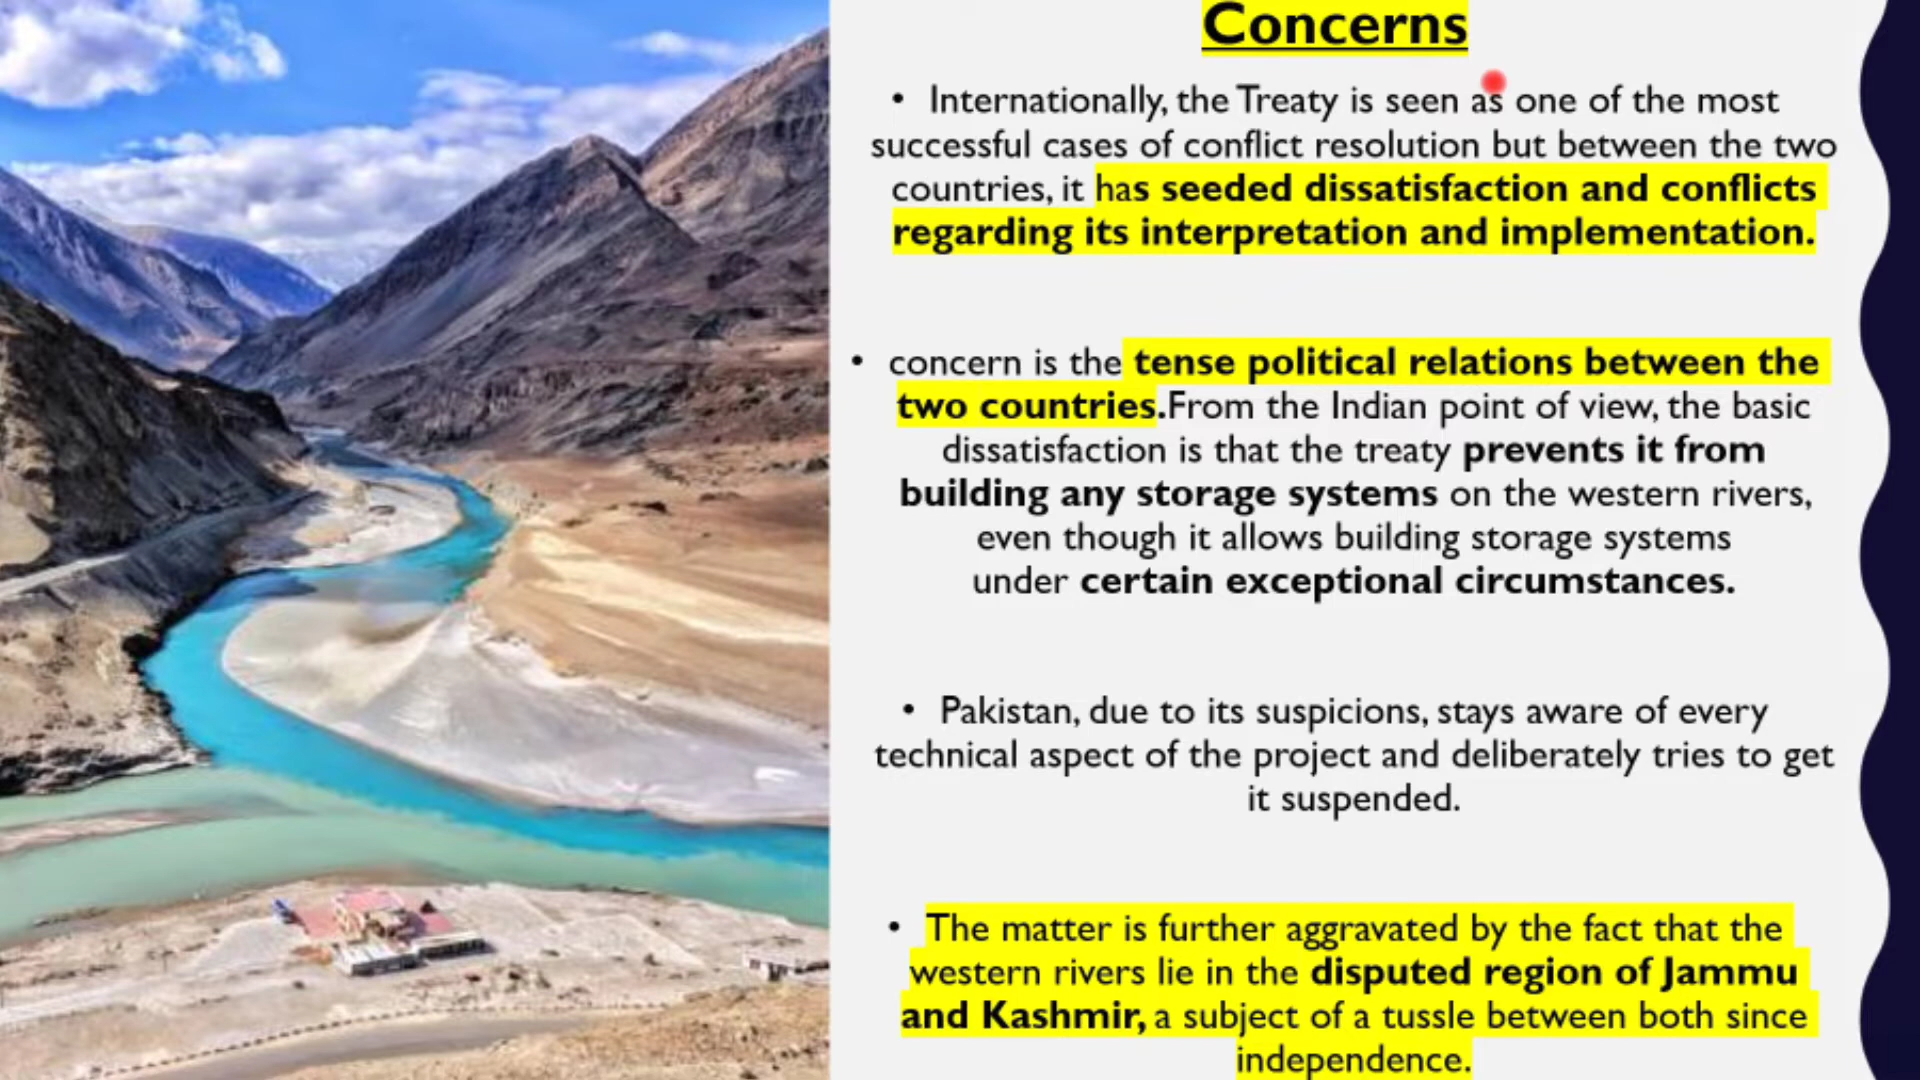 Concerns
• Internationally, the Treaty is seen as one of the most
successful cases of conflict resolution but between the two
countries, it has seeded dissatisfaction and conflicts
regarding its interpretation and implementation.
• concern is the tense political relations between the
two countries.From the Indian point of view, the basic
dissatisfaction is that the treaty prevents it from
building any storage systems on the western rivers,
even though it allows building storage systems
under certain exceptional circumstances.
• Pakistan, due to its suspicions, stays aware of every
technical aspect of the project and deliberately tries to get
it suspended.
• The matter is further aggravated by the fact that the
western rivers lie in the disputed region of Jammu
and Kashmir, a subject of a tussle between both since
independence.